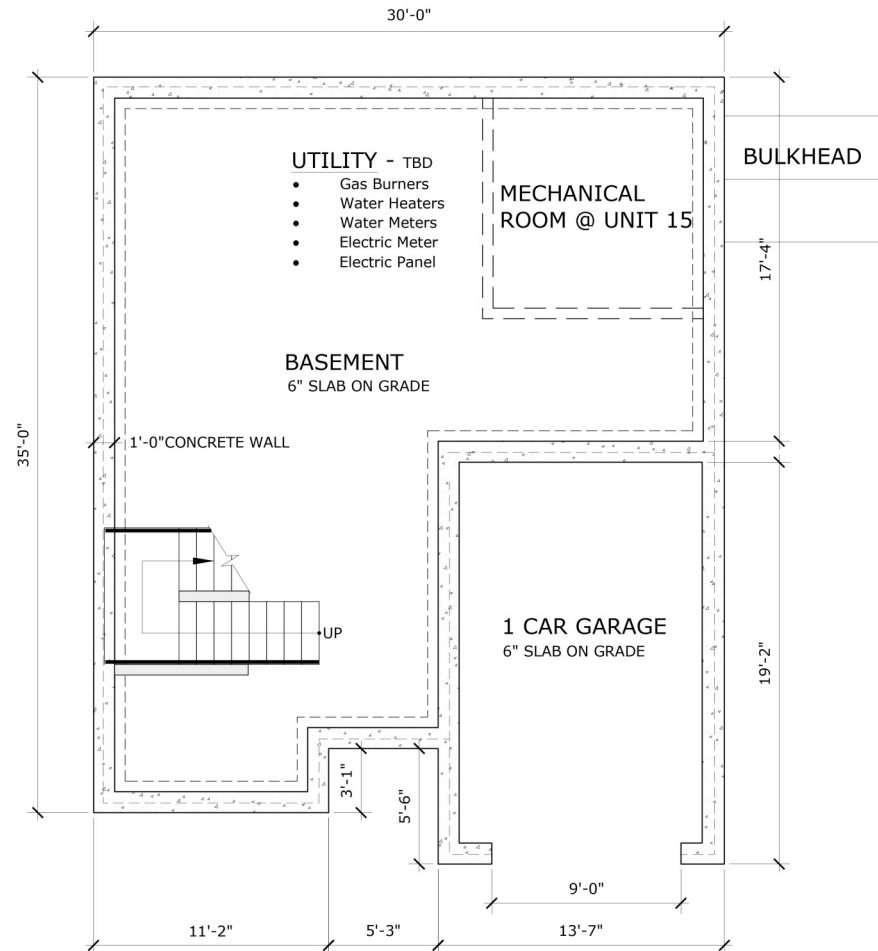 30'-0"
UTILITY - TBD
• Gas Burners
• Water Heaters
• Water Meters
• Electric Meter
• Electric Panel
MECHANICAL
ROOM @ UNIT 15
BULKHEAD
17'-4"
BASEMENT
6" SLAB ON GRADE
35'-0"
1'-0"CONCRETE WALL
UP
1 CAR GARAGE
6" SLAB ON GRADE
19'-2"
3'-1"
5'-6"
9'-0"
11'-2"
5'-3"
13'-7"